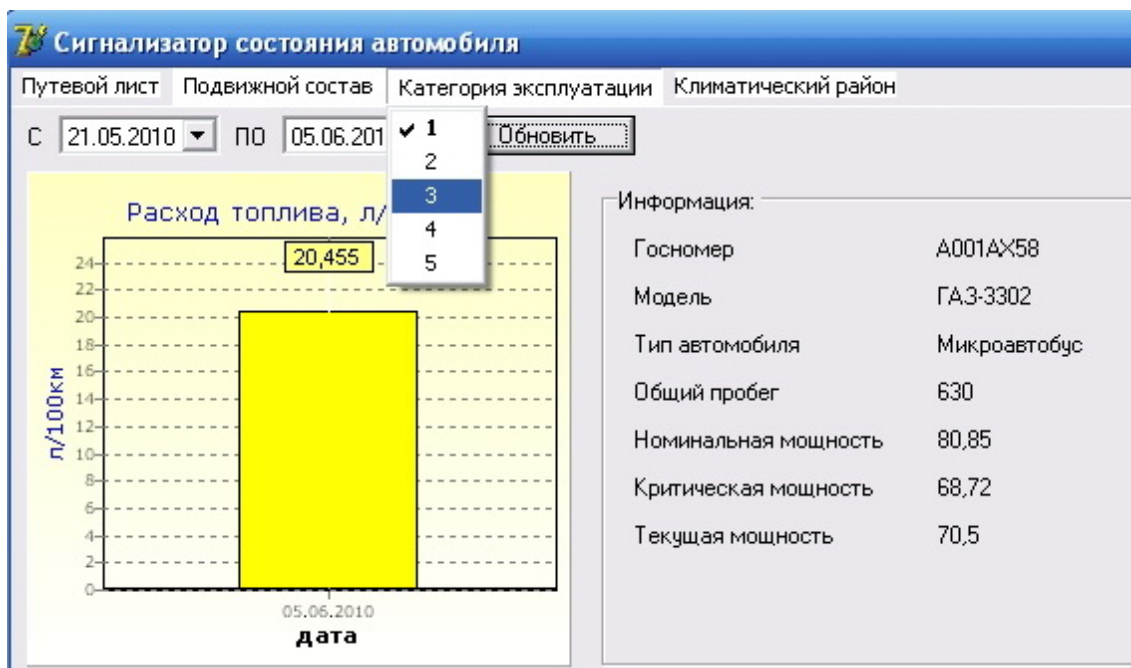 Сигнализатор состояния автомобиля
Путевой лист Подвижной состав Категория эксплуатации Климатический район
С 21.05.2010 ПО 05.06.201 Обновить
1
2
3
4
5
Расход топлива, л/
20,455
24
22
20
18
16
14
12
10
8
6
4
2
0
л/100км
05.06.2010
дата
Информация:
Госномер А001АХ58
Модель ГАЗ-3302
Тип автомобиля Микроавтобус
Общий пробег 630
Номинальная мощность 80,85
Критическая мощность 68,72
Текущая мощность 70,5